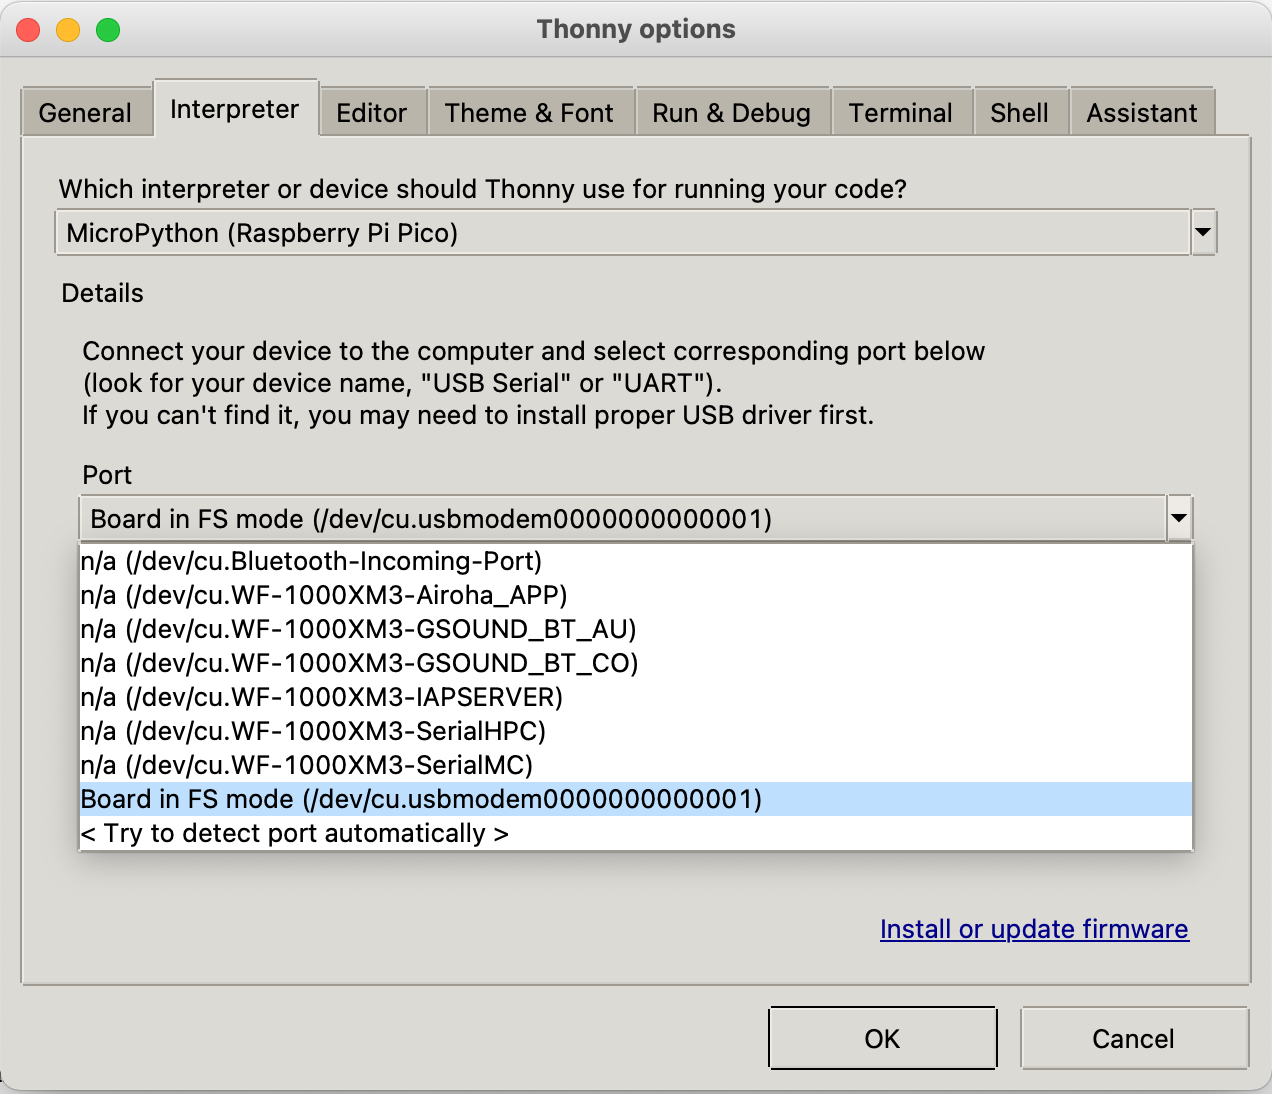 Thonny options
General Interpreter Editor Theme & Font Run & Debug Terminal Shell Assistant
Which interpreter or device should Thonny use for running your code?
MicroPython (Raspberry Pi Pico)
Details
Connect your device to the computer and select corresponding port below
(look for your device name, "USB Serial" or "UART").
If you can't find it, you may need to install proper USB driver first.
Port
Board in FS mode (/dev/cu.usbmodem0000000000001)
n/a (/dev/cu.Bluetooth-Incoming-Port)
n/a (/dev/cu.WF-1000XM3-Airoha_APP)
n/a (/dev/cu.WF-1000XM3-GSOUND_BT_AU)
n/a (/dev/cu.WF-1000XM3-GSOUND_BT_CO)
n/a (/dev/cu.WF-1000XM3-IAPSERVER)
n/a (/dev/cu.WF-1000XM3-SerialHPC)
n/a (/dev/cu.WF-1000XM3-SerialMC)
Board in FS mode (/dev/cu.usbmodem0000000000001)
< Try to detect port automatically >
Install or update firmware
OK Cancel